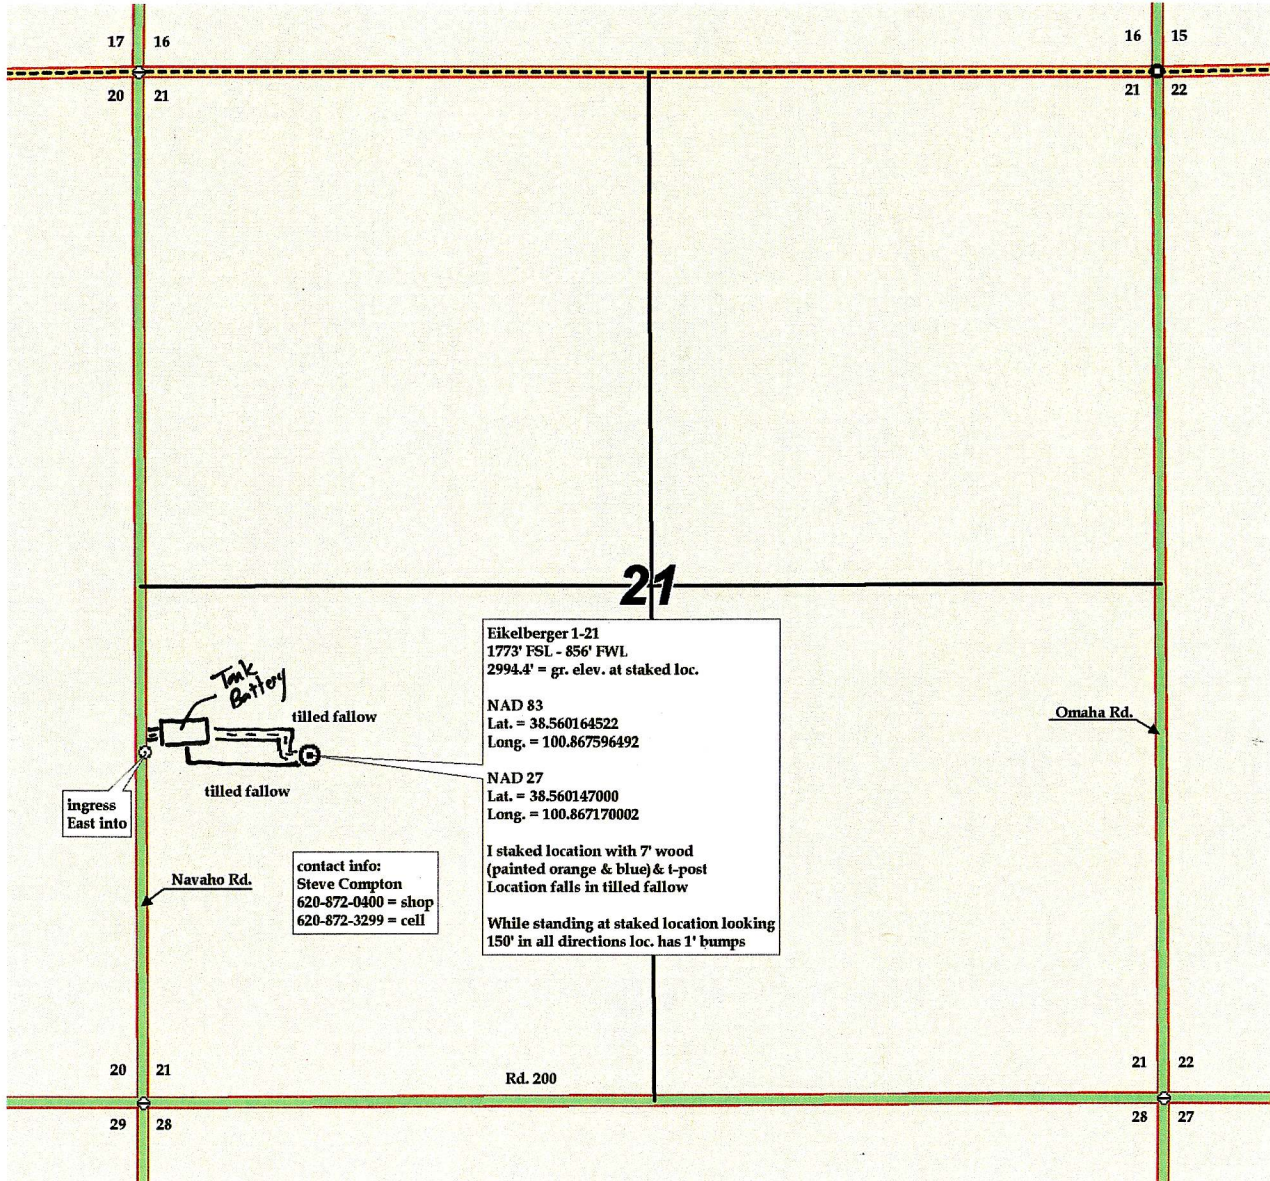 17 16
16 15
20 21
21 22
21
Eikelberger 1-21
1773' FSL - 856' FWL
2994.4' = gr. elev. at staked loc.
NAD 83
Lat. = 38.560164522
Long. = 100.867596492
NAD 27
Lat. = 38.560147000
Long. = 100.867170002
I staked location with 7' wood
(painted orange & blue) & t-post
Location falls in tilled fallow
While standing at staked location looking
150' in all directions loc. has 1' bumps
Tank
Battery
tilled fallow
tilled fallow
Omaha Rd.
ingress
East into
contact info:
Steve Compton
620-872-0400 = shop
620-872-3299 = cell
Navaho Rd.
20 21
21 22
Rd. 200
29 28
28 27